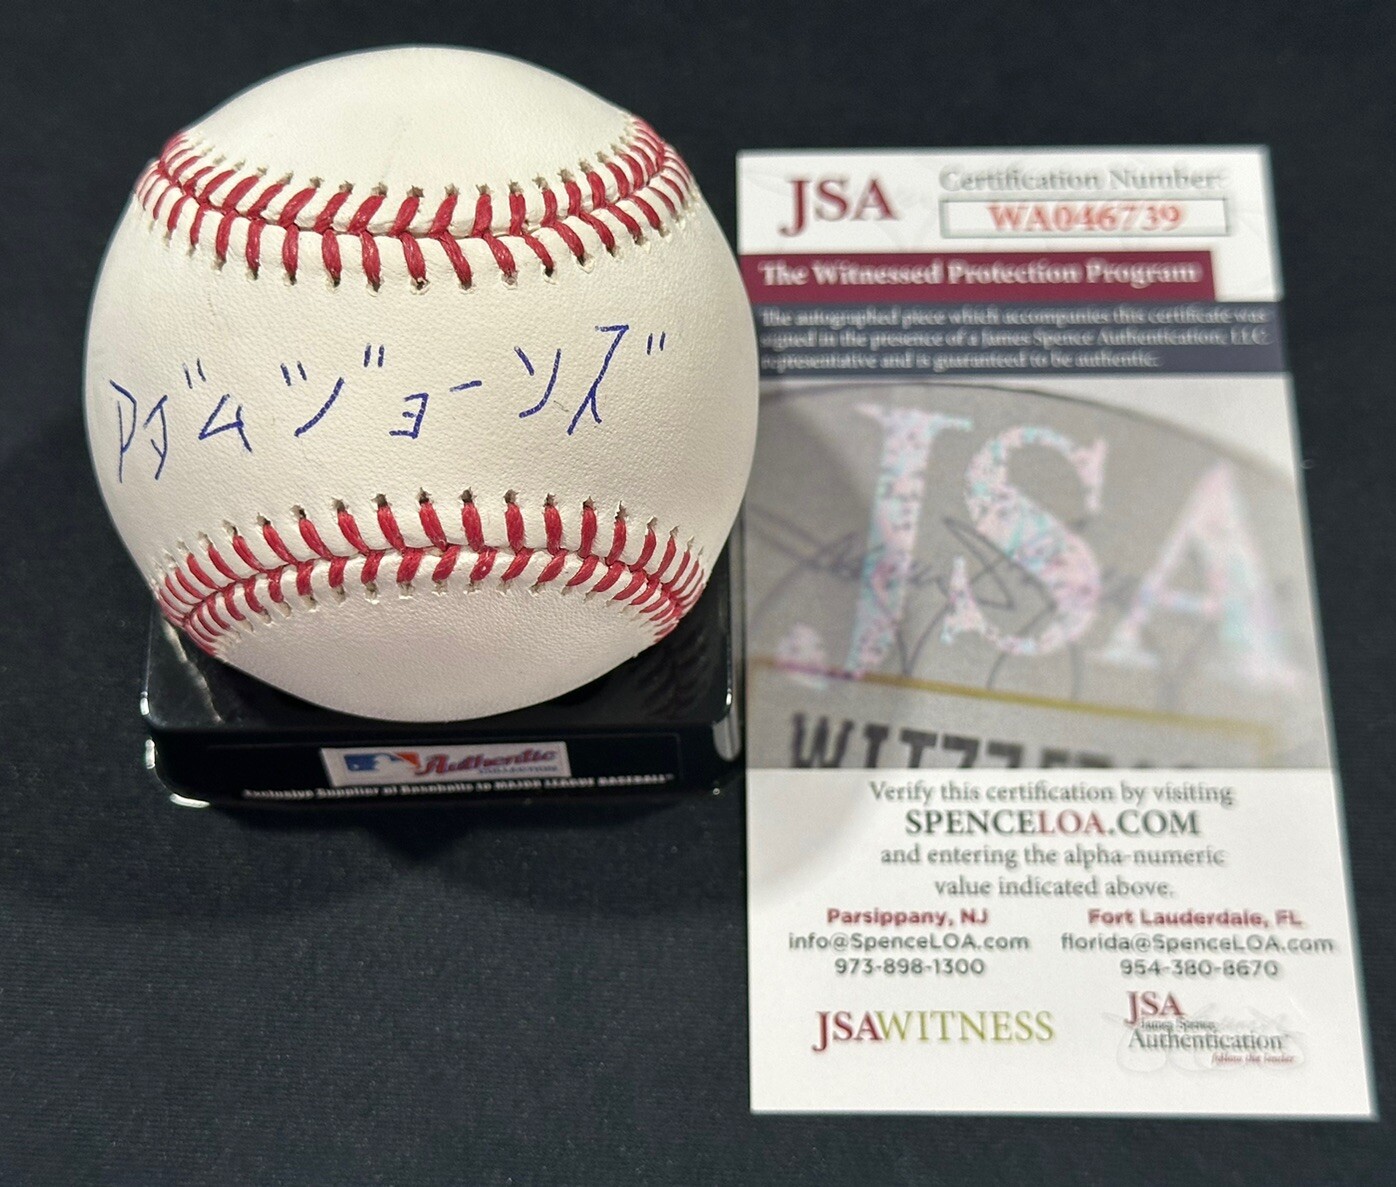 アダム ジョーンズ
Authentic
COLLECTION
Exclusive Supplier of Baseballs to MAJOR LEAGUE BASEBALL
JSA
Certification Number:
WA046739
The Witnessed Protection Program
The autographed piece which accompanies this certificate was
signed in the presence of a James Spence Authentication, LLC
representative and is guaranteed to be authentic.
JSA
Verify this certification by visiting
SPENCELOA.COM
and entering the alpha-numeric
value indicated above.
Parsippany, NJ
info@SpenceLOA.com
973-898-1300
Fort Lauderdale, FL
florida@SpenceLOA.com
954-380-8670
JSAWITNESS
JSA
James Spence
Authentication